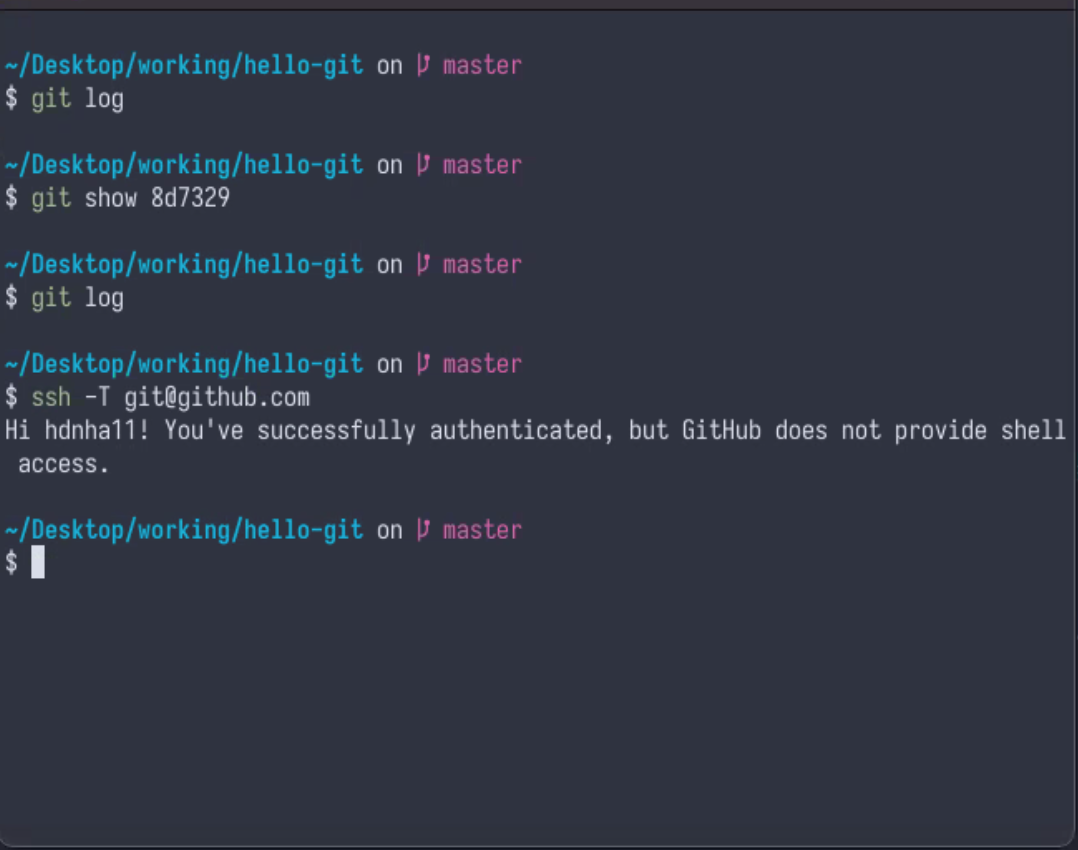 ~/Desktop/working/hello-git on master
$ git log
~/Desktop/working/hello-git on master
$ git show 8d7329
~/Desktop/working/hello-git on master
$ git log
~/Desktop/working/hello-git on master
$ ssh -T git@github.com
Hi hdnha11! You've successfully authenticated, but GitHub does not provide shell
access.
~/Desktop/working/hello-git on master
$